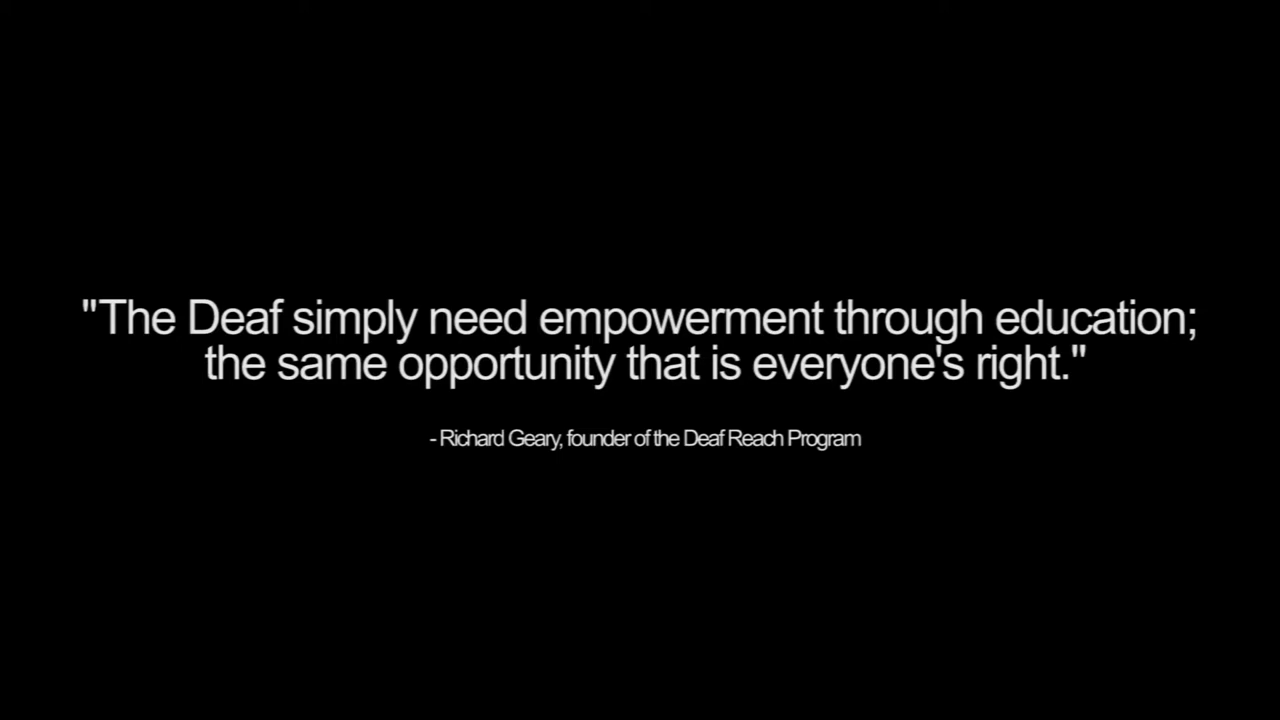 "The Deaf simply need empowerment through education;
the same opportunity that is everyone's right."
- Richard Geary, founder of the Deaf Reach Program